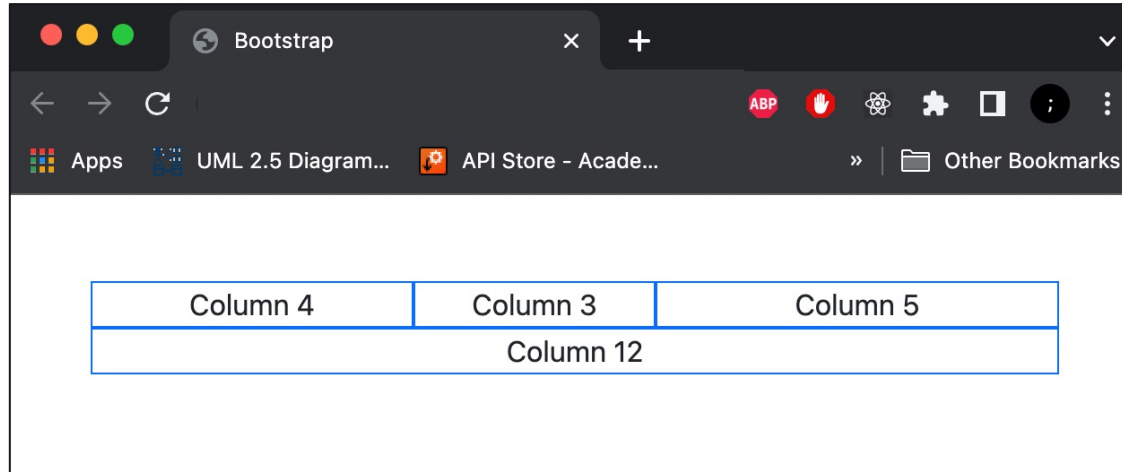 Bootstrap
ABP ;
Apps UML 2.5 Diagram... API Store - Acade... » Other Bookmarks
Column 4 Column 3 Column 5
Column 12